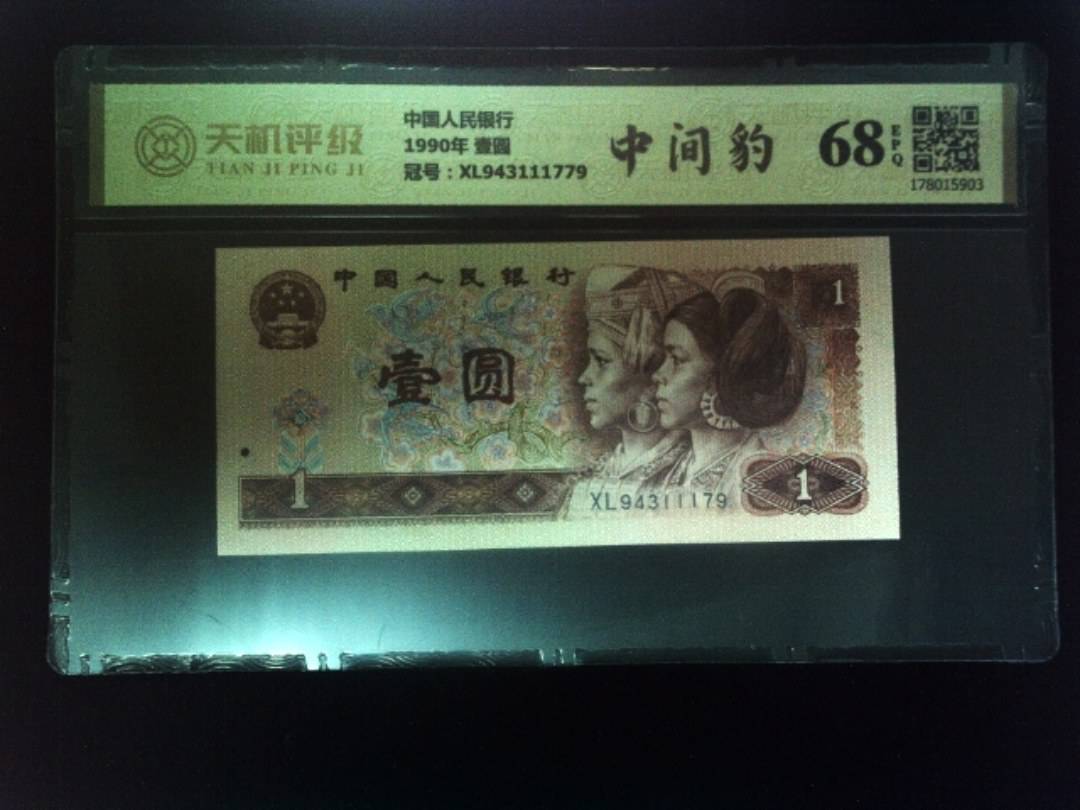 天机评级
TIAN JI PING JI
中国人民银行
1990年 壹圆
冠号：XL943111779
中间豹
68
EPQ
178015903
中国人民银行
1
壹圆
1
XL94311179
1